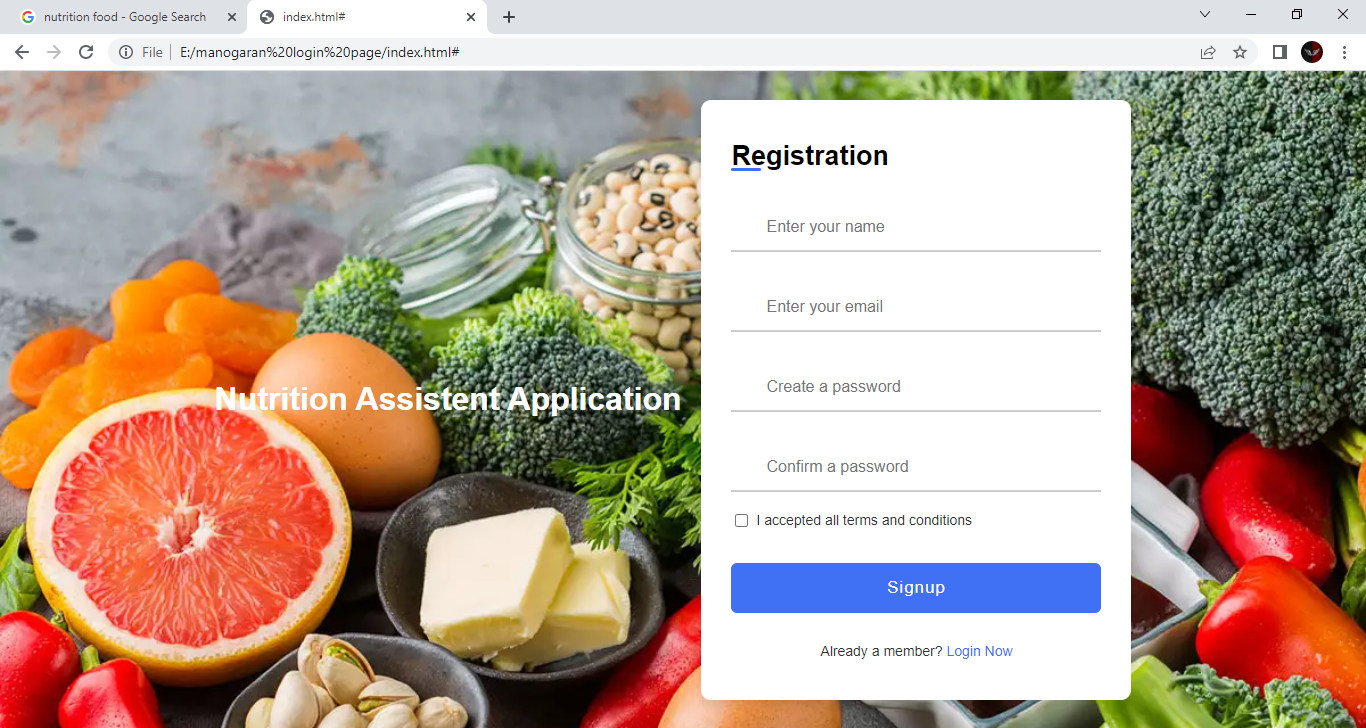 nutrition food - Google Search
index.html#
File
E:/manogaran%20login%20page/index.html#
Registration
Enter your name
Enter your email
Create a password
Nutrition Assistent Application
Confirm a password
I accepted all terms and conditions
Signup
Already a member? Login Now